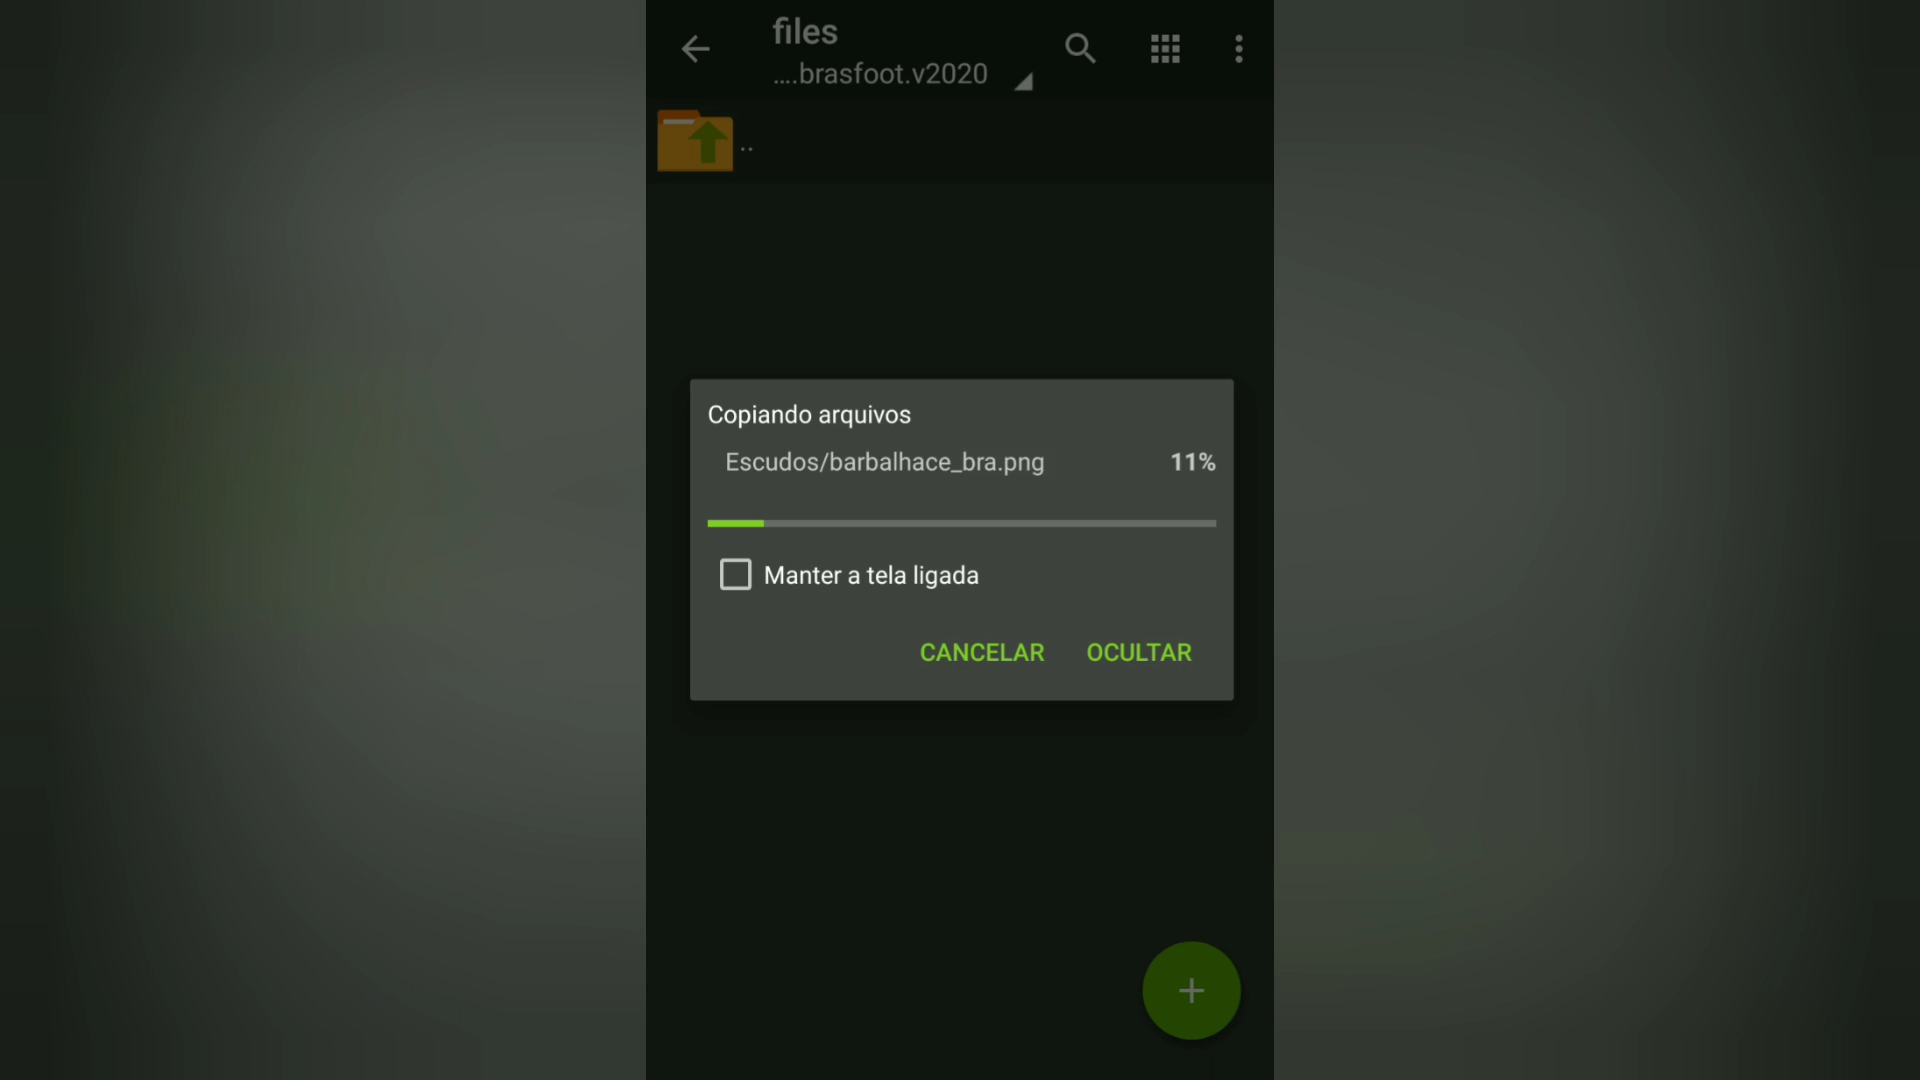 files
....brasfoot.v2020
..
Copiando arquivos
Escudos/barbalhace_bra.png 11%
Manter a tela ligada
CANCELAR OCULTAR